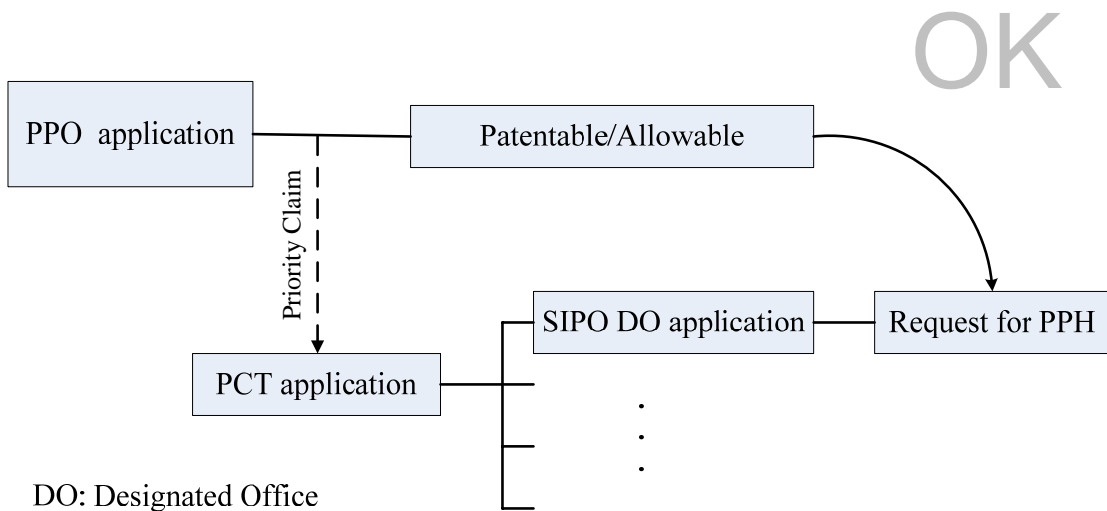 OK
PPO application
Patentable/Allowable
Priority Claim
SIPO DO application
Request for PPH
PCT application
DO: Designated Office